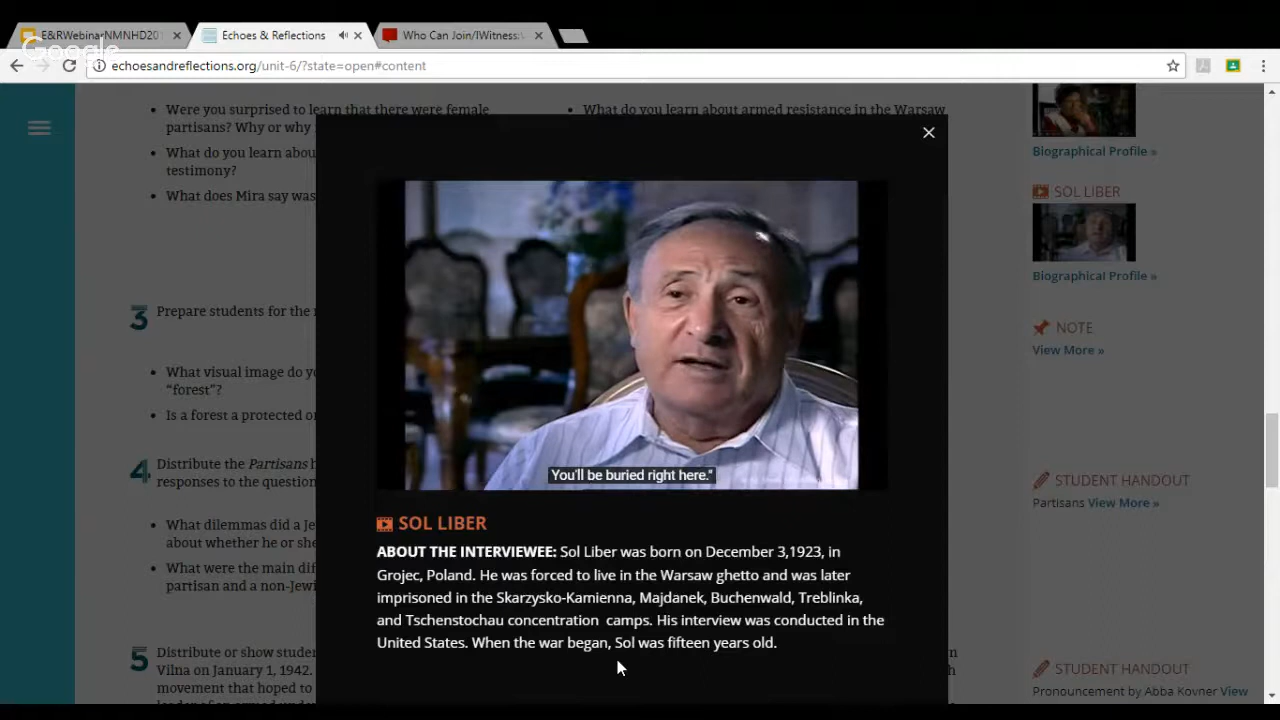 E&RWebinarNMNHD201
Echoes & Reflections
Who Can Join/IWitness:
Google
echoesandreflections.org/unit-6/?state=open#content
Were you surprised to learn that there were female
partisans? Why or why
What do you learn about armed resistance in the Warsaw
What do you learn abou
testimony?
What does Mira say was
Biographical Profile »
SOL LIBER
Biographical Profile »
3 Prepare students for the
NOTE
View More »
What visual image do yo
"forest"?
Is a forest a protected or
You'll be buried right here."
4 Distribute the Partisans h
responses to the question
STUDENT HANDOUT
Partisans View More »
SOL LIBER
What dilemmas did a Je
about whether he or she
What were the main dif
partisan and a non-Jewi
ABOUT THE INTERVIEWEE: Sol Liber was born on December 3,1923, in
Grojec, Poland. He was forced to live in the Warsaw ghetto and was later
imprisoned in the Skarzysko-Kamienna, Majdanek, Buchenwald, Treblinka,
and Tschenstochau concentration camps. His interview was conducted in the
United States. When the war began, Sol was fifteen years old.
5 Distribute or show studen
Vilna on January 1, 1942.
movement that hoped to
STUDENT HANDOUT
Pronouncement by Abba Kovner View